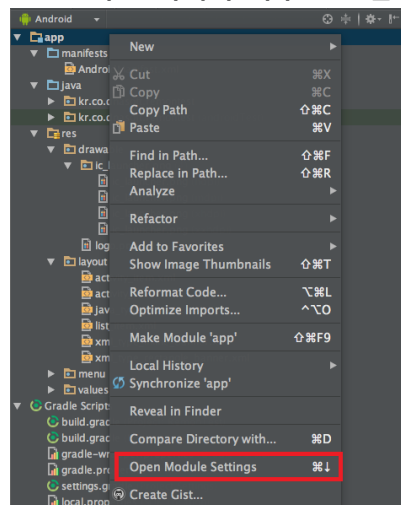 Android
app
manifests
New
Androi
Cut ⌘X
java
Copy ⌘C
kr.co.c
Copy Path ⇧⌘C
kr.co.c
Paste ⌘V
res
drawa
Find in Path... ⇧⌘F
ic_l
Replace in Path... ⇧⌘R
Analyze
Refactor
log
Add to Favorites
layout
Show Image Thumbnails ⇧⌘T
act
act
Reformat Code... ⌥⌘L
jav
Optimize Imports... ^⌥O
list
xm
Make Module 'app' ⇧⌘F9
xm
menu
Local History
values
Synchronize 'app'
Gradle Script
Reveal in Finder
build.grad
build.grad
Compare Directory with... ⌘D
gradle-wr
gradle.pro
Open Module Settings ⌘↓
settings.g
Create Gist...
local.prop